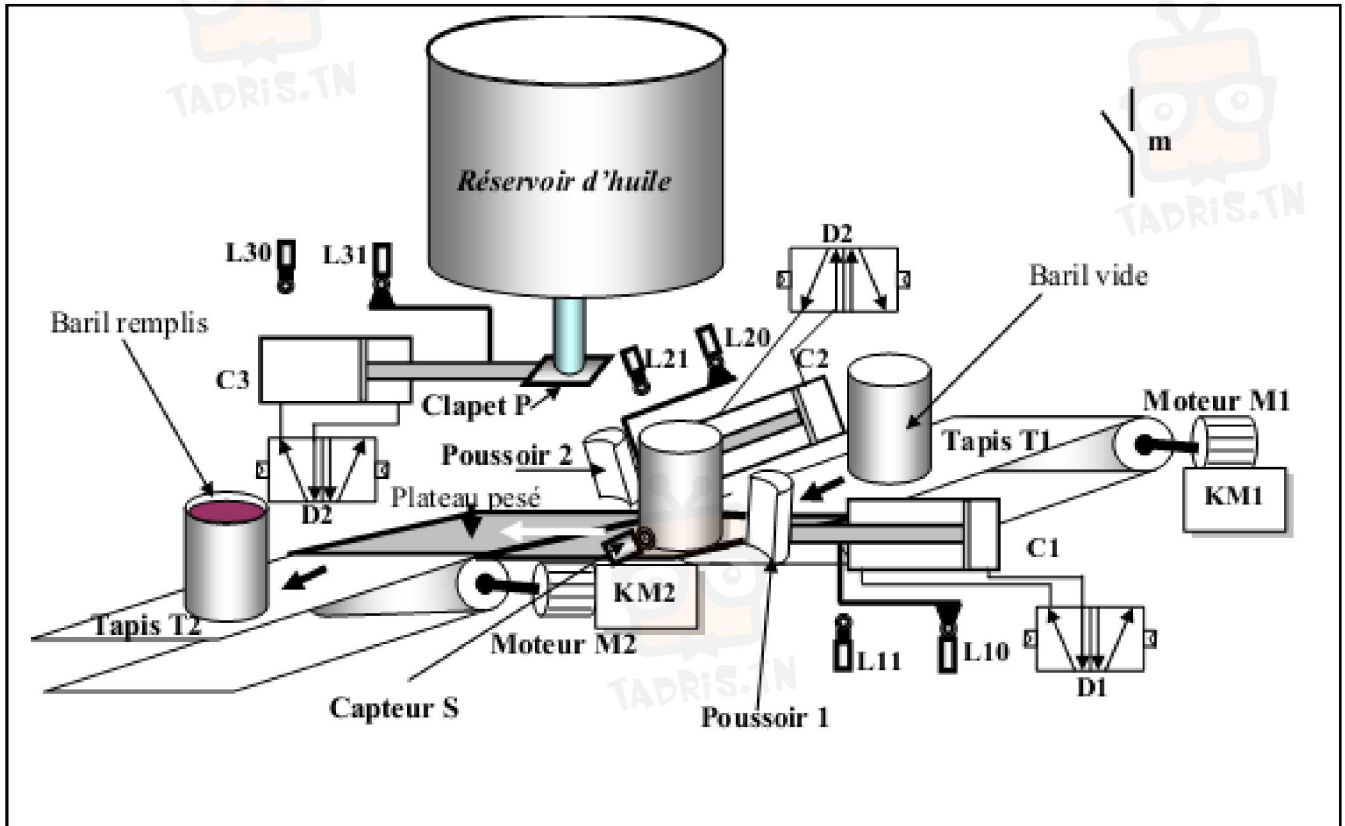 TADRIS.TN
m
Réservoir d'huile
TADRIS.TN
D2
L30
L31
Baril vide
Baril remplis
L20
L21
C2
C3
Clapet P
Moteur M1
Tapis T1
Poussoir 2
KM1
Plateau pesé
D2
C1
KM2
Tapis T2
Moteur M2
L11
L10
D1
TADRIS.TN
Capteur S
Poussoir 1